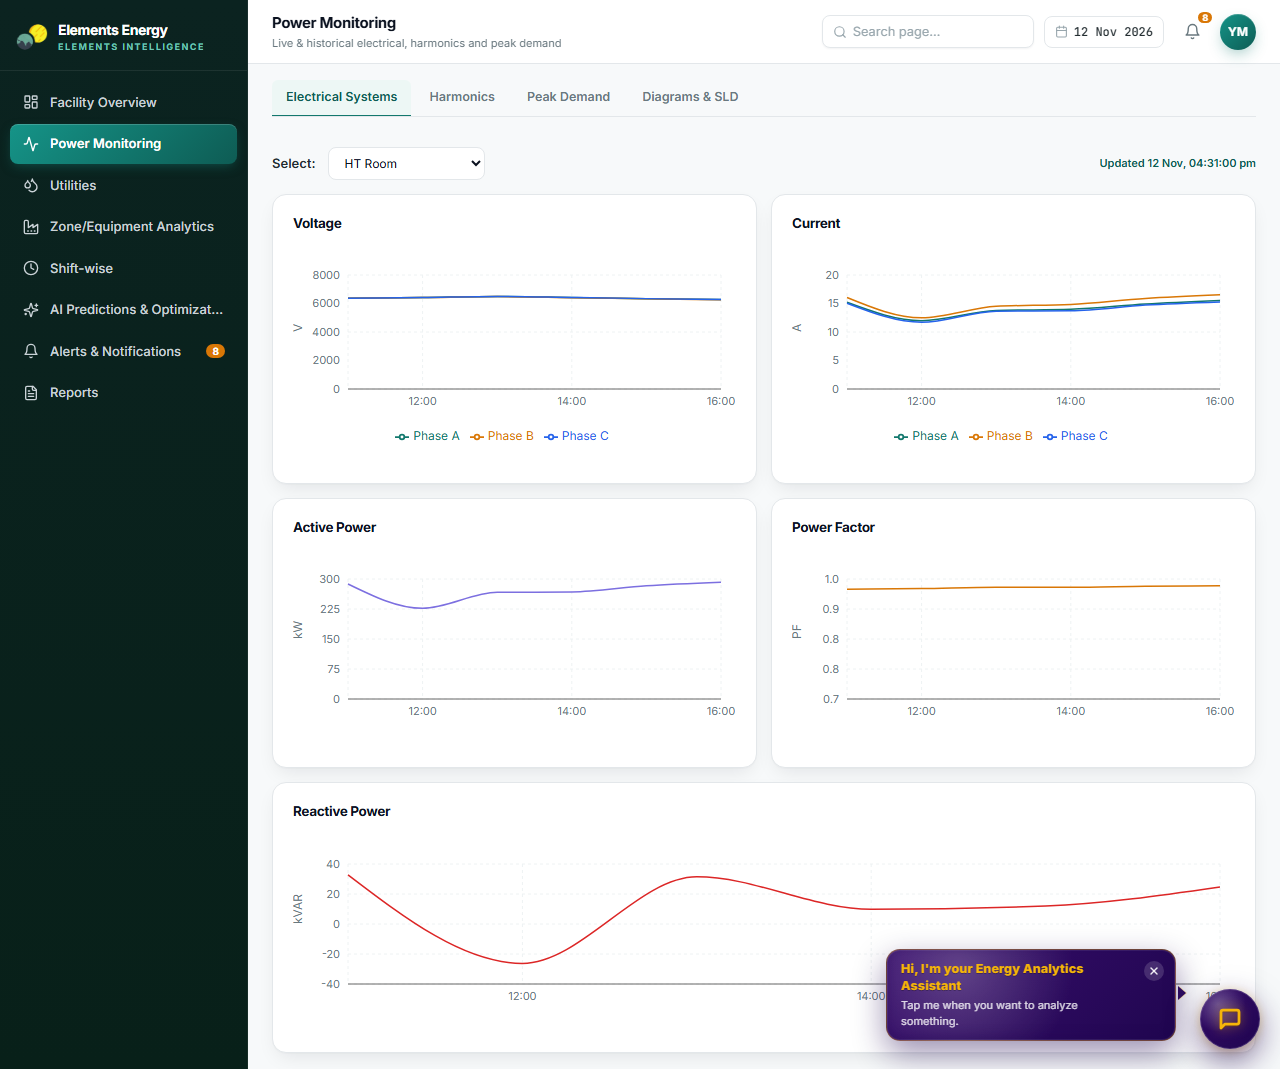 Elements Energy
ELEMENTS INTELLIGENCE
Facility Overview
Power Monitoring
Utilities
Zone/Equipment Analytics
Shift-wise
AI Predictions & Optimizat...
Alerts & Notifications 8
Reports
Power Monitoring
Live & historical electrical, harmonics and peak demand
Search page...
12 Nov 2026
8
YM
Electrical Systems Harmonics Peak Demand Diagrams & SLD
Select: HT Room
Updated 12 Nov, 04:31:00 pm
Voltage
8000
6000
4000
2000
0
V
12:00 14:00 16:00
Phase A Phase B Phase C
Current
20
15
10
5
0
A
12:00 14:00 16:00
Phase A Phase B Phase C
Active Power
300
225
150
75
0
kW
12:00 14:00 16:00
Power Factor
1.0
0.9
0.8
0.8
0.7
PF
12:00 14:00 16:00
Reactive Power
40
20
0
-20
-40
kVAR
12:00 14:00
Hi, I'm your Energy Analytics
Assistant
Tap me when you want to analyze
something.